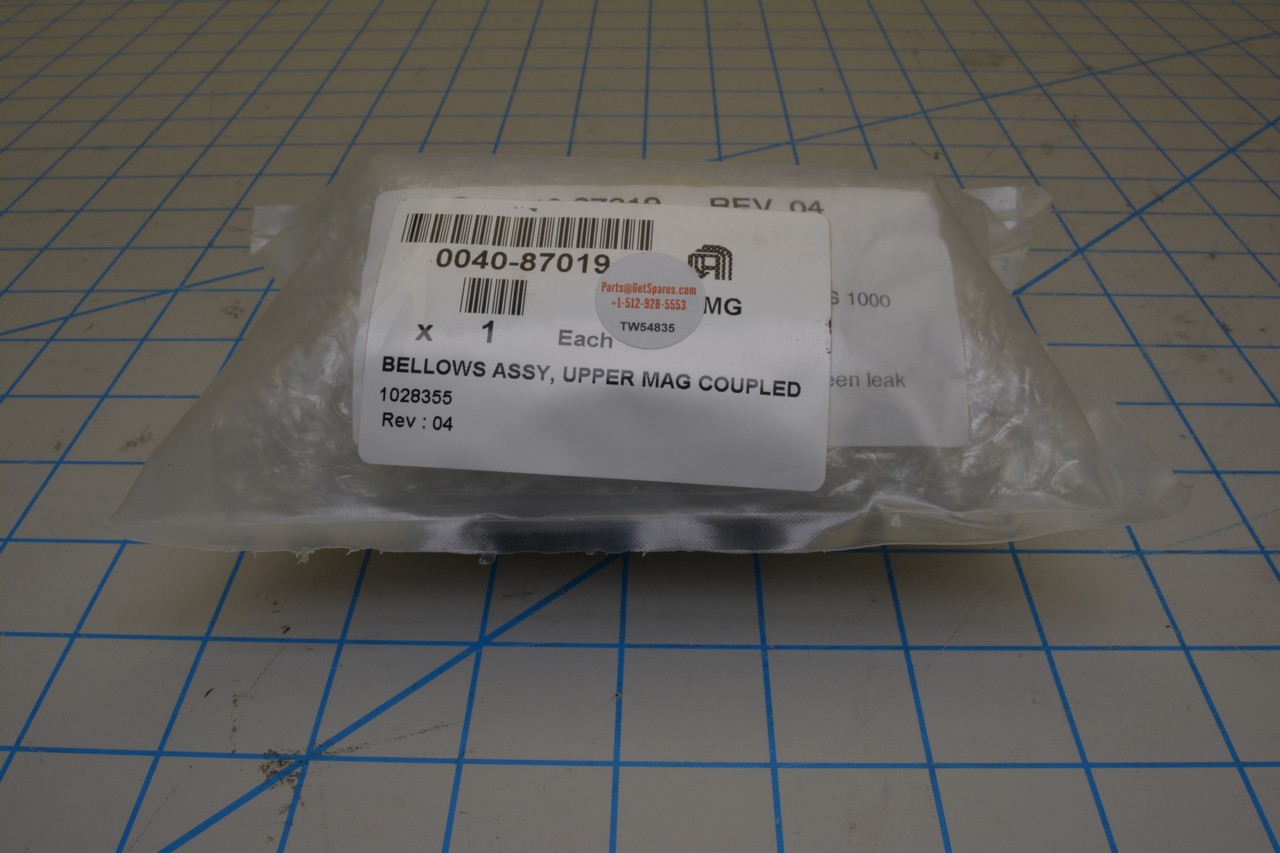 REV 04
0040-87019
Parts@GetSpares.com
+1-512-928-5553
TW54835
MG
x 1 Each
BELLOWS ASSY, UPPER MAG COUPLED
1028355
Rev : 04
1000
leak